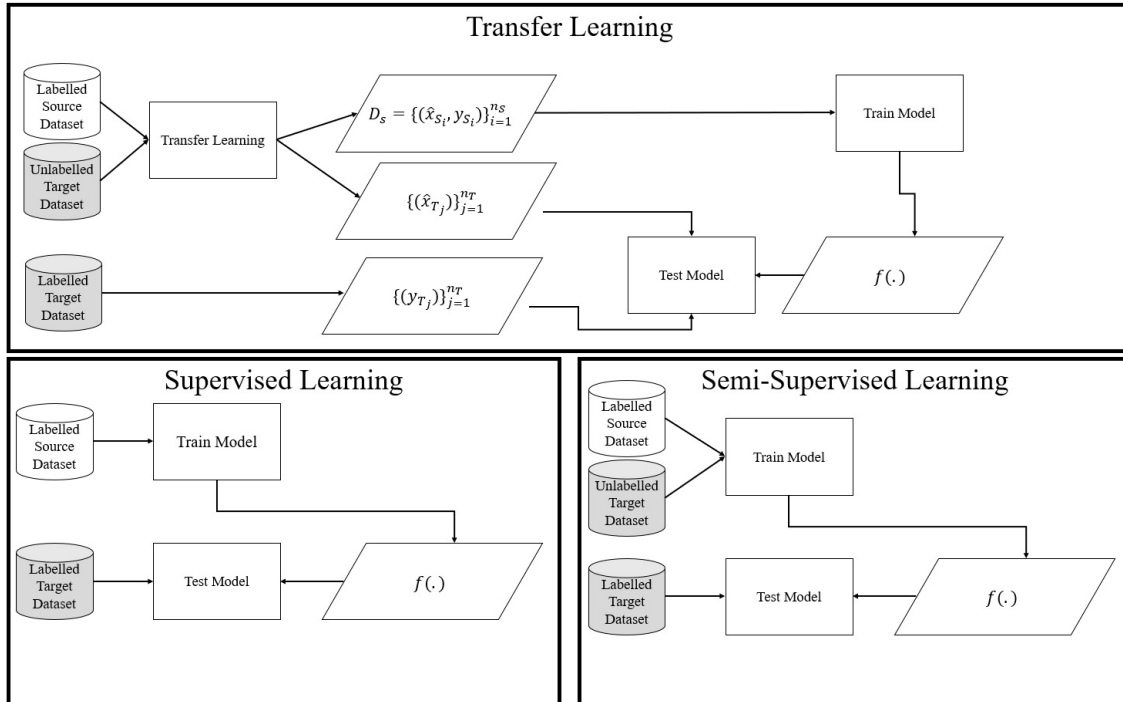 Transfer Learning
Labelled
Source
Dataset
Unlabelled
Target
Dataset
Transfer Learning
D_s = {(x̂_{S_i}, y_{S_i})}_{i=1}^{n_S}
Train Model
{(x̂_{T_j})}_{j=1}^{n_T}
Labelled
Target
Dataset
{(y_{T_j})}_{j=1}^{n_T}
Test Model
f(.)
Supervised Learning
Labelled
Source
Dataset
Train Model
Labelled
Target
Dataset
Test Model
f(.)
Semi-Supervised Learning
Labelled
Source
Dataset
Unlabelled
Target
Dataset
Train Model
Labelled
Target
Dataset
Test Model
f(.)